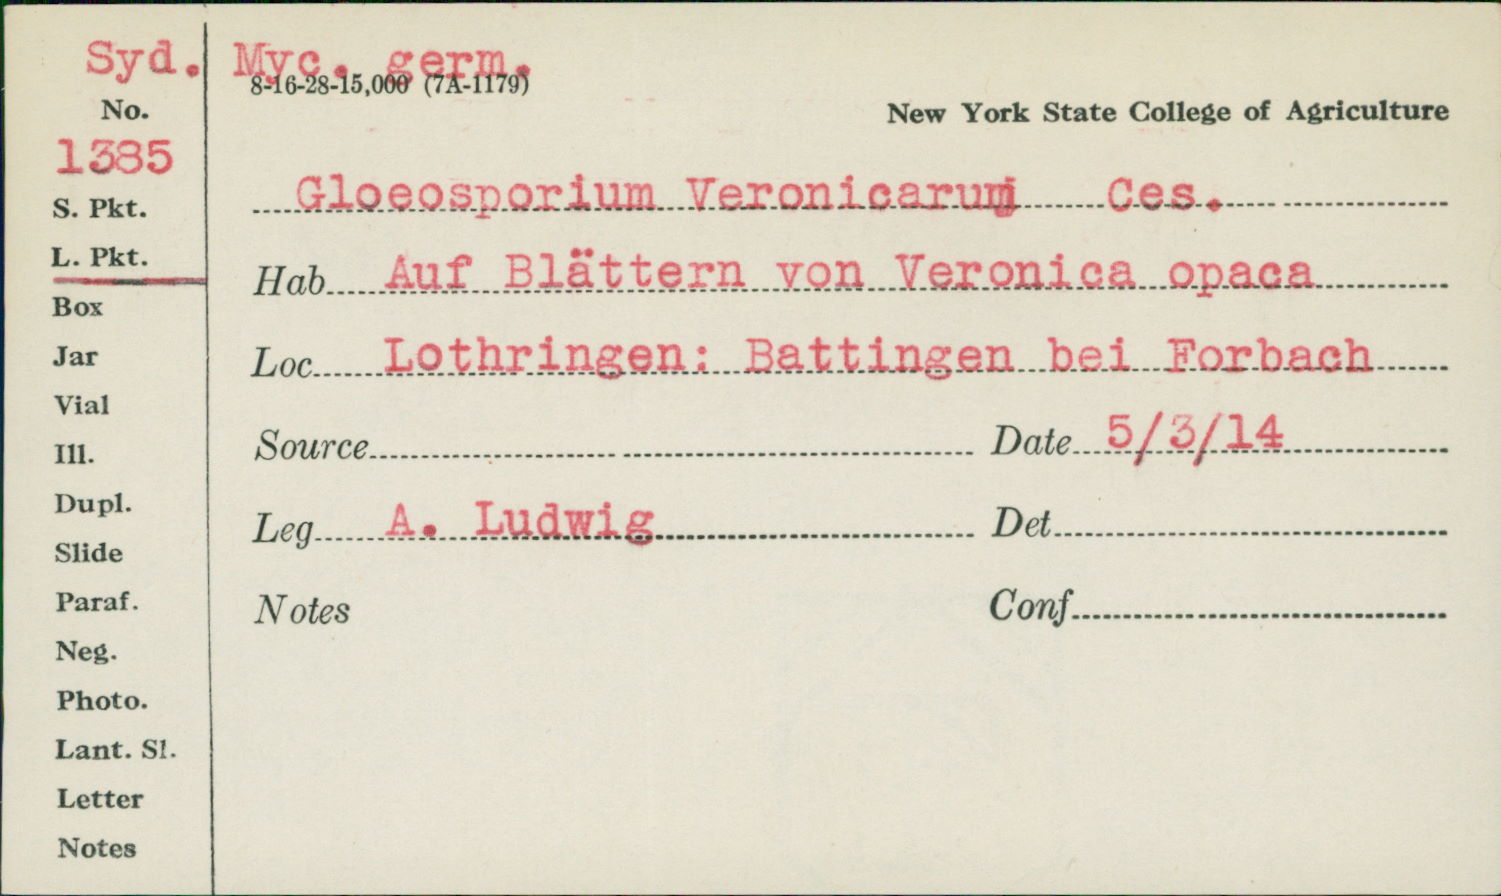 Syd. Myc. germ.
8-16-28-15,000 (7A-1179)
No.
New York State College of Agriculture
1385
Gloeosporium Veronicarum Ces.
S. Pkt.
L. Pkt.
Hab Auf Blättern von Veronica opaca
Box
Loc Lothringen: Battingen bei Forbach
Jar
Vial
Source Date 5/3/14
Ill.
Dupl.
Leg A. Ludwig Det
Slide
Paraf.
Notes Conf
Neg.
Photo.
Lant. Sl.
Letter
Notes